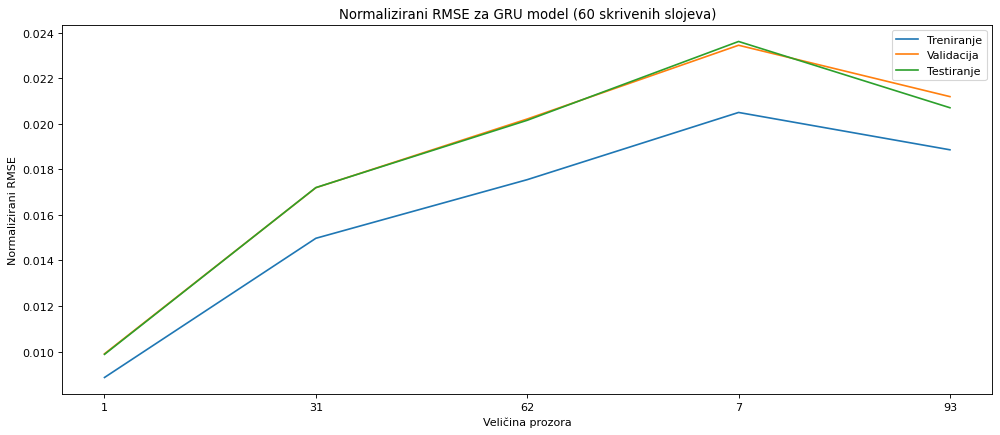 Normalizirani RMSE za GRU model (60 skrivenih slojeva)
Treniranje
Validacija
Testiranje
Normalizirani RMSE
0.024
0.022
0.020
0.018
0.016
0.014
0.012
0.010
1 31 62 7 93
Veličina prozora